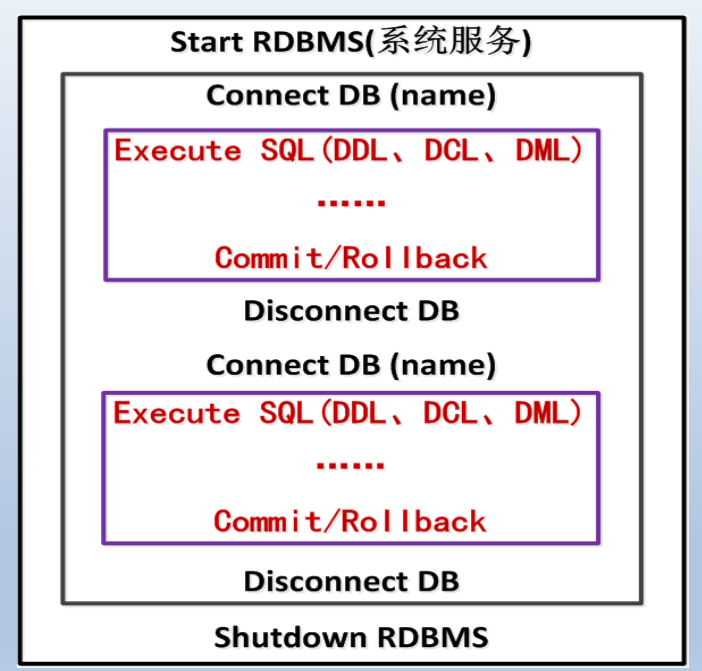 Start RDBMS(系统服务)
Connect DB (name)
Execute SQL(DDL、DCL、DML)
……
Commit/Rollback
Disconnect DB
Connect DB (name)
Execute SQL(DDL、DCL、DML)
……
Commit/Rollback
Disconnect DB
Shutdown RDBMS